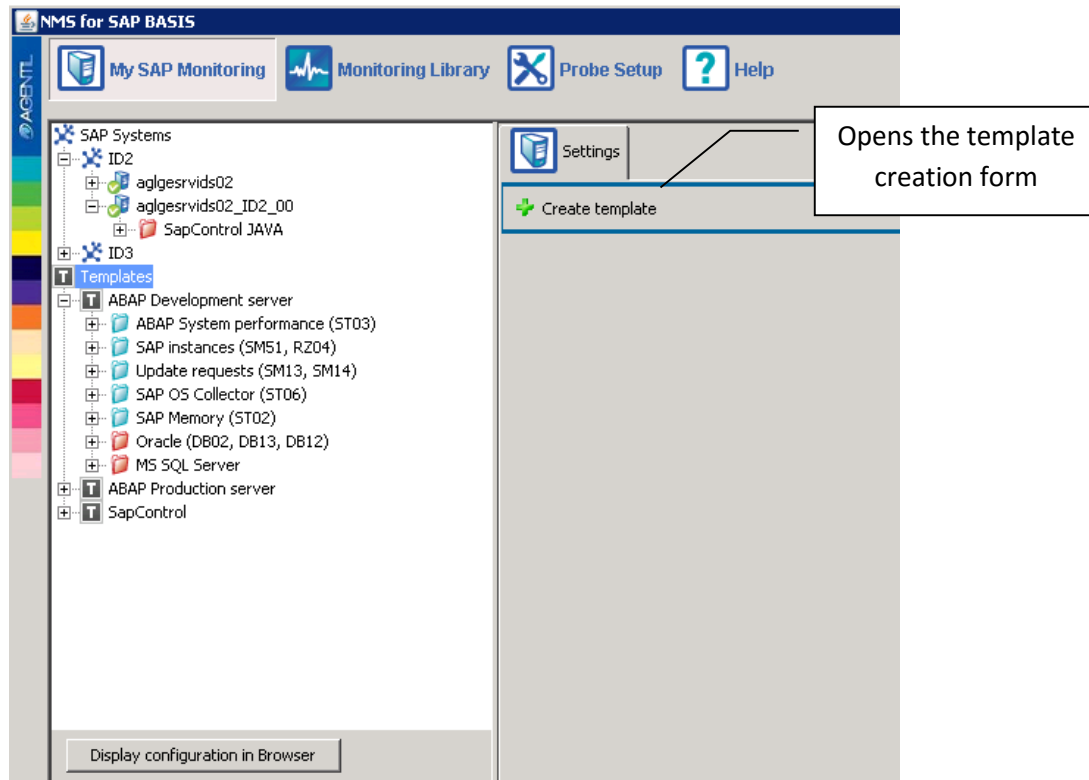 NMS for SAP BASIS
AGENTIL
My SAP Monitoring
Monitoring Library
Probe Setup
Help
SAP Systems
ID2
aglgesrvids02
aglgesrvids02_ID2_00
SapControl JAVA
ID3
Templates
ABAP Development server
ABAP System performance (ST03)
SAP instances (SM51, RZ04)
Update requests (SM13, SM14)
SAP OS Collector (ST06)
SAP Memory (ST02)
Oracle (DB02, DB13, DB12)
MS SQL Server
ABAP Production server
SapControl
Display configuration in Browser
Settings
Create template
Opens the template
creation form